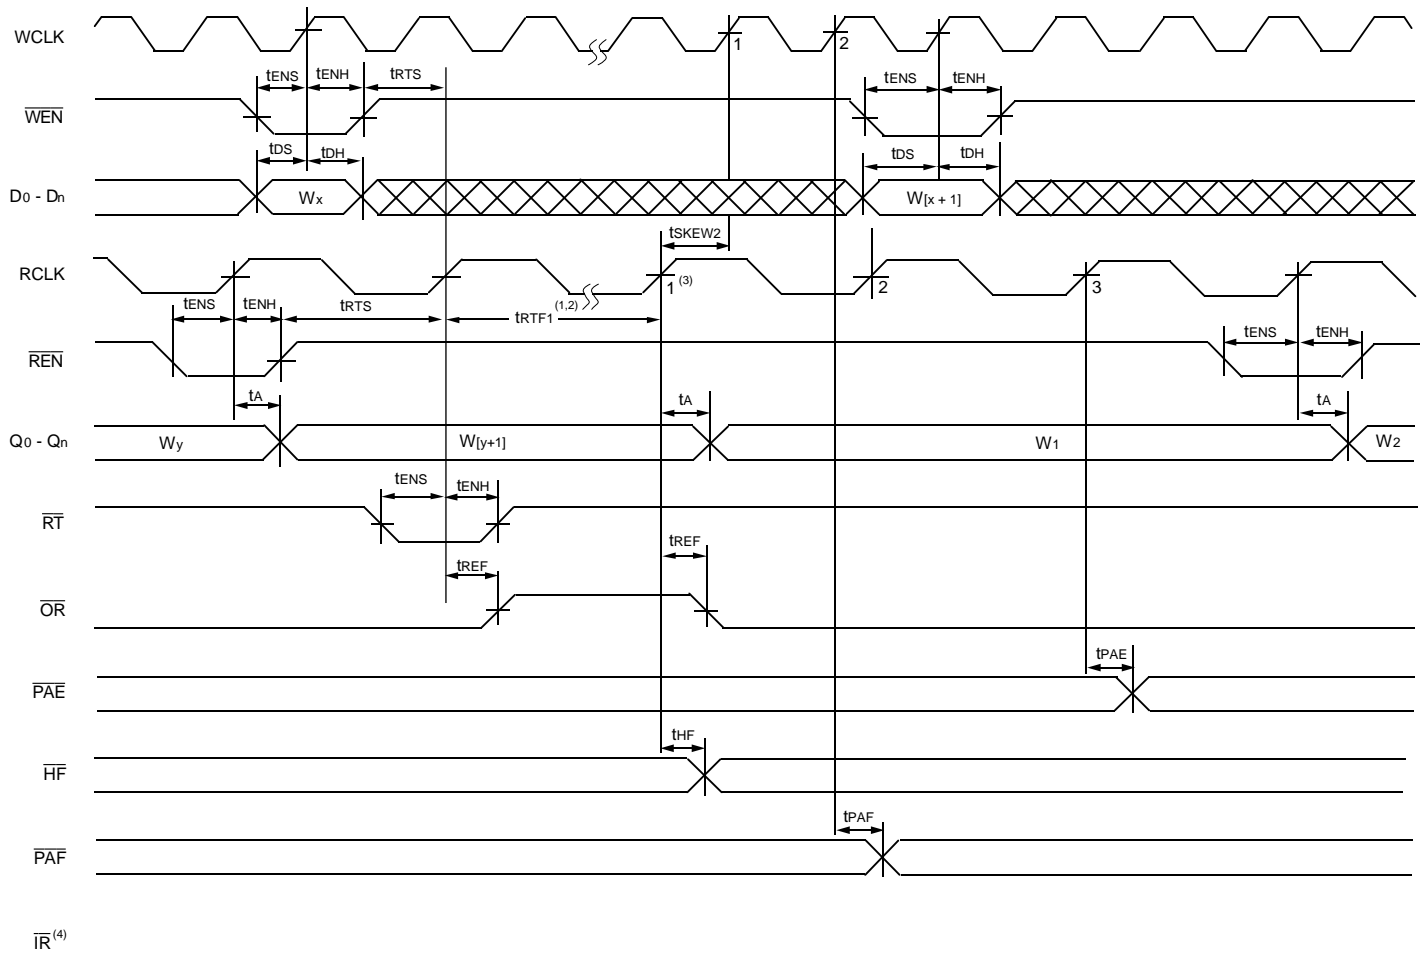 WCLK
1
2
tENS tENH tRTS tENS tENH
WEN
tDS tDH tDS tDH
D0 - Dn
Wx
W[x + 1]
tSKEW2
RCLK
1(3)
2
3
tENS tENH tRTS tRTF1(1,2)
REN
tENS tENH
tA tA tA
Q0 - Qn
Wy
W[y+1]
W1
W2
tENS tENH
RT
tREF tREF
OR
tPAE
PAE
tHF
HF
tPAF
PAF
IR(4)